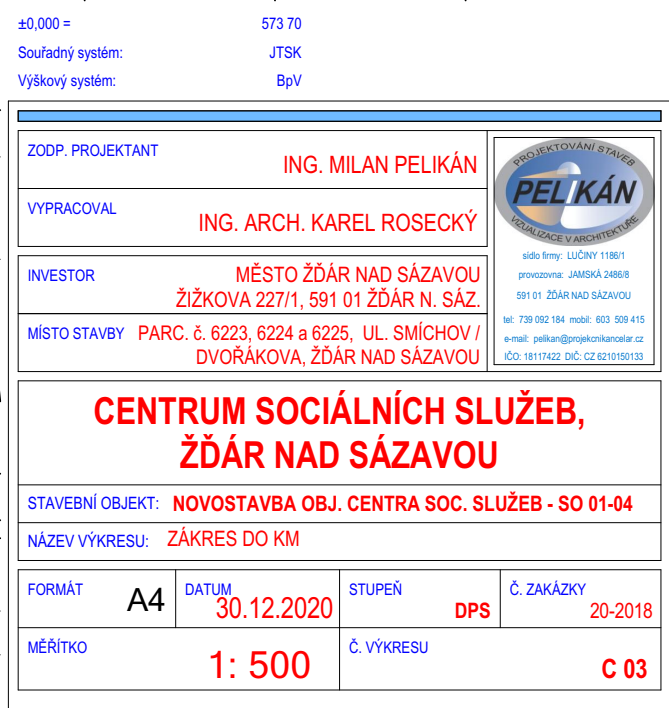 ±0,000 = 573 70
Souřadný systém: JTSK
Výškový systém: BpV
ZODP. PROJEKTANT
ING. MILAN PELIKÁN
VYPRACOVAL
ING. ARCH. KAREL ROSECKÝ
PROJEKTOVÁNÍ STAVEB
PELIKÁN
VIZUALIZACE V ARCHITEKTUŘE
sídlo firmy: LUČINY 1186/1
provozovna: JAMSKÁ 2486/8
591 01 ŽĎÁR NAD SÁZAVOU
tel: 739 092 184 mobil: 603 509 415
e-mail: pelikan@projekcnikancelar.cz
IČO: 18117422 DIČ: CZ 6210150133
INVESTOR
MĚSTO ŽĎÁR NAD SÁZAVOU
ŽIŽKOVA 227/1, 591 01 ŽĎÁR N. SÁZ.
MÍSTO STAVBY PARC. č. 6223, 6224 a 6225, UL. SMÍCHOV /
DVOŘÁKOVA, ŽĎÁR NAD SÁZAVOU
CENTRUM SOCIÁLNÍCH SLUŽEB,
ŽĎÁR NAD SÁZAVOU
STAVEBNÍ OBJEKT: NOVOSTAVBA OBJ. CENTRA SOC. SLUŽEB - SO 01-04
NÁZEV VÝKRESU: ZÁKRES DO KM
FORMÁT A4
DATUM 30.12.2020
STUPEŇ DPS
Č. ZAKÁZKY 20-2018
MĚŘÍTKO 1: 500
Č. VÝKRESU C 03